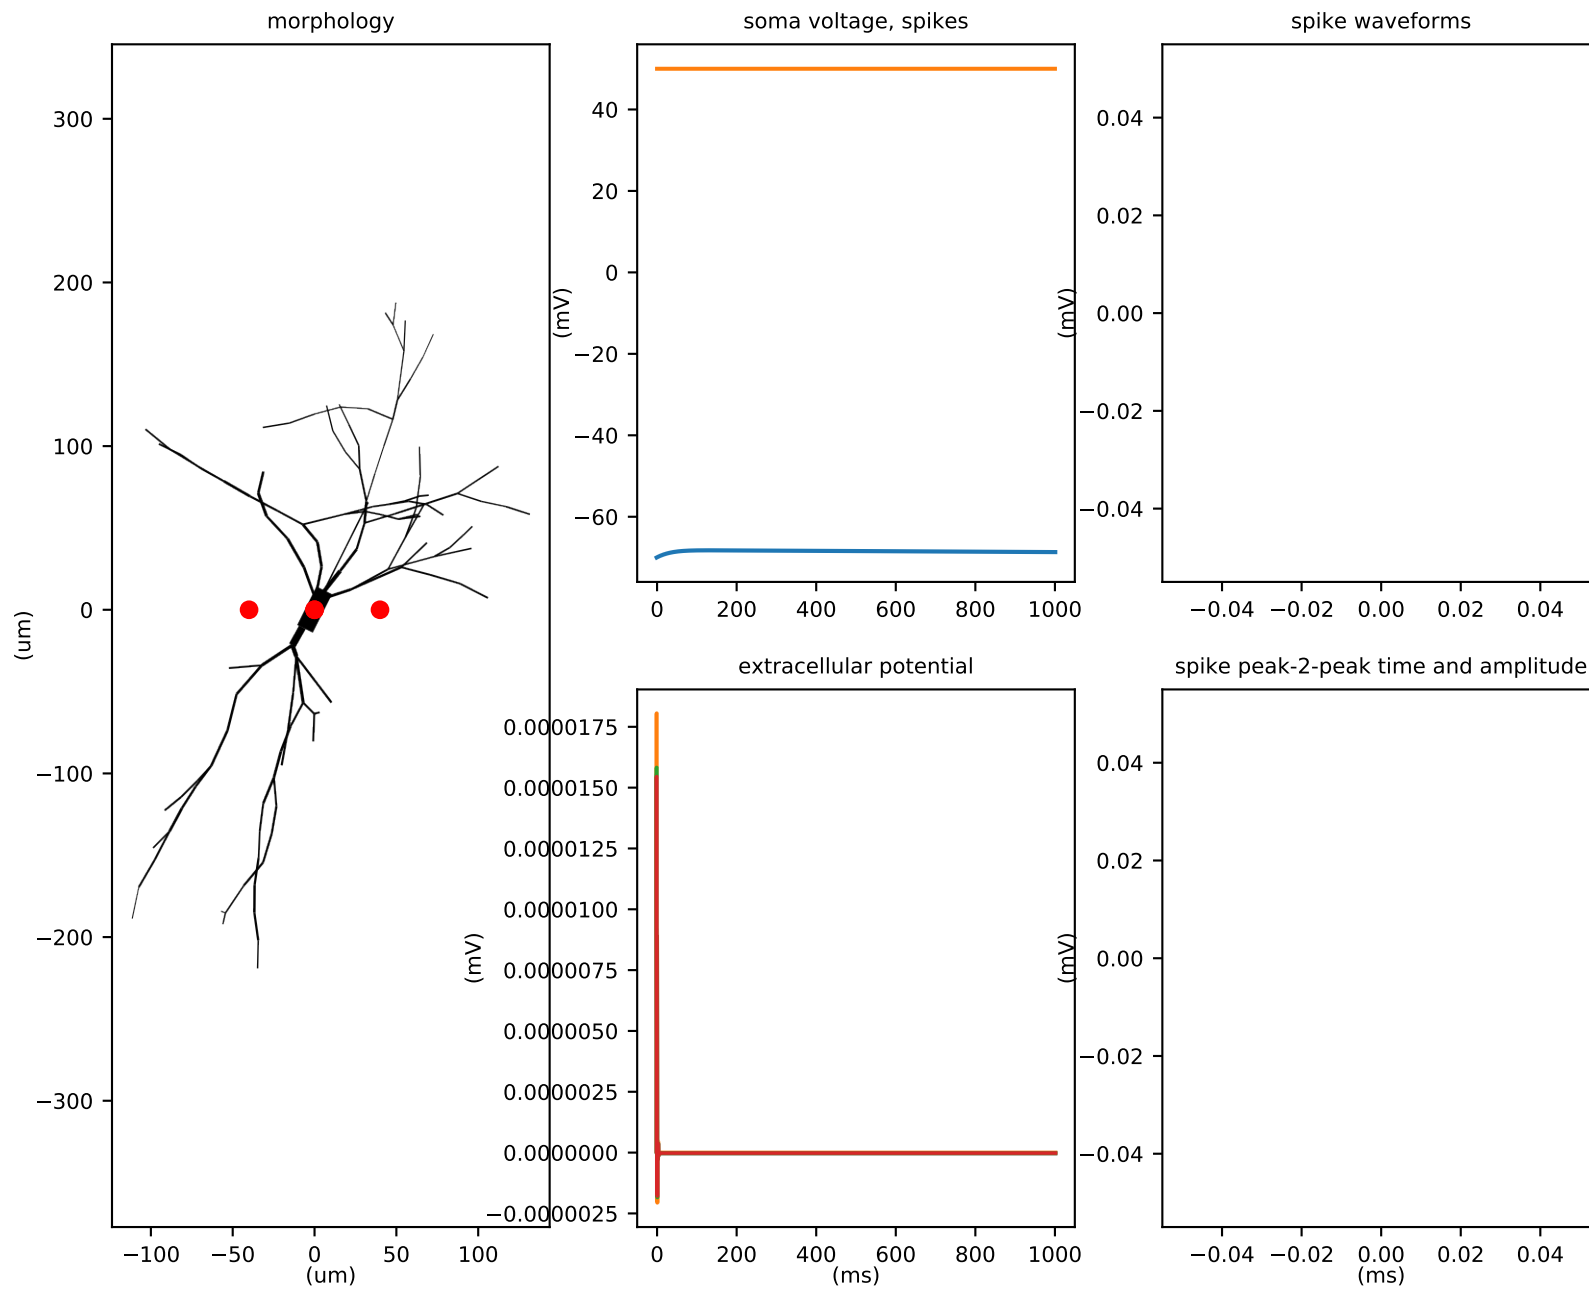 morphology
300
200
100
0
−100
−200
−300
(um)
−100 −50 0 50 100
(um)
soma voltage, spikes
40
20
0
−20
−40
−60
(mV)
0 200 400 600 800 1000
spike waveforms
0.04
0.02
0.00
−0.02
−0.04
(mV)
−0.04 −0.02 0.00 0.02 0.04
extracellular potential
0.0000175
0.0000150
0.0000125
0.0000100
0.0000075
0.0000050
0.0000025
0.0000000
−0.0000025
(mV)
0 200 400 600 800 1000
(ms)
spike peak-2-peak time and amplitude
0.04
0.02
0.00
−0.02
−0.04
(mV)
−0.04 −0.02 0.00 0.02 0.04
(ms)